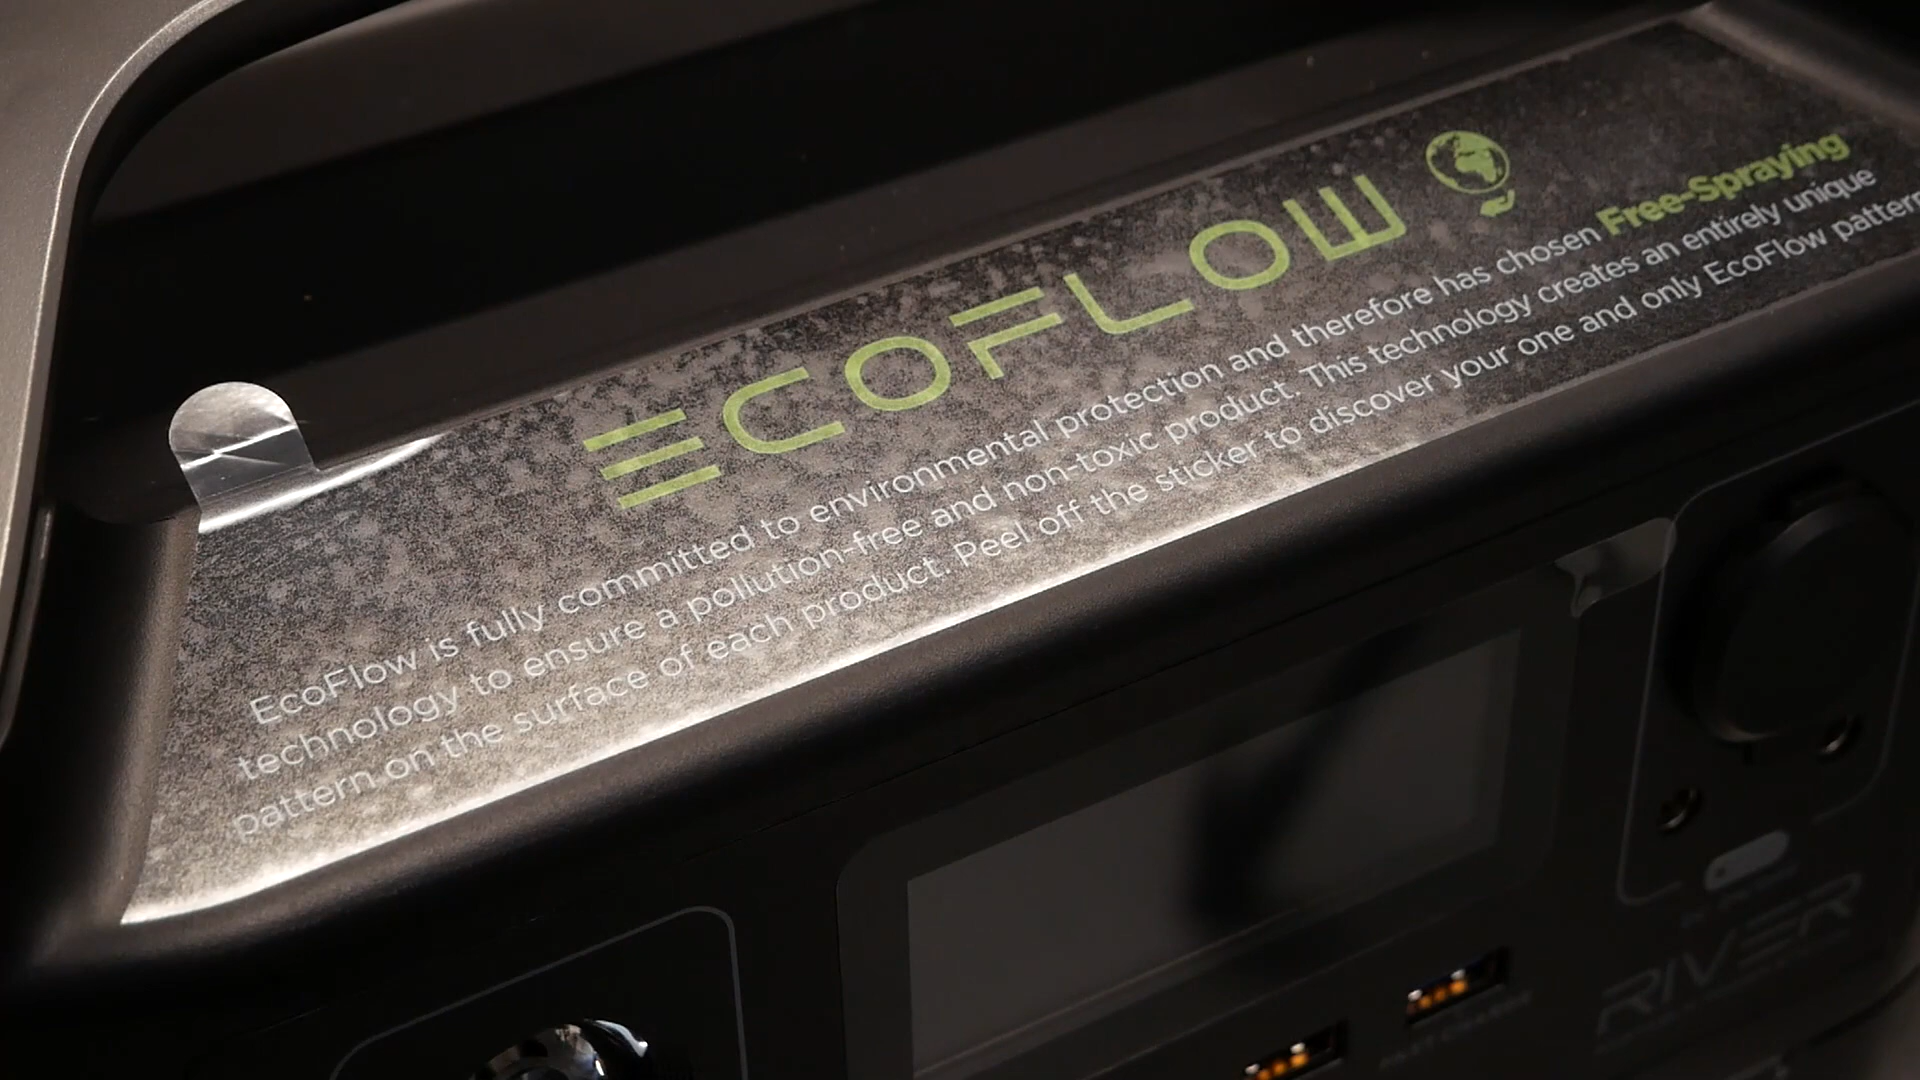 ECOFLOW
EcoFlow is fully committed to environmental protection and therefore has chosen Free-Spraying
technology to ensure a pollution-free and non-toxic product. This technology creates an entirely unique
pattern on the surface of each product. Peel off the sticker to discover your one and only EcoFlow pattern
RIVER